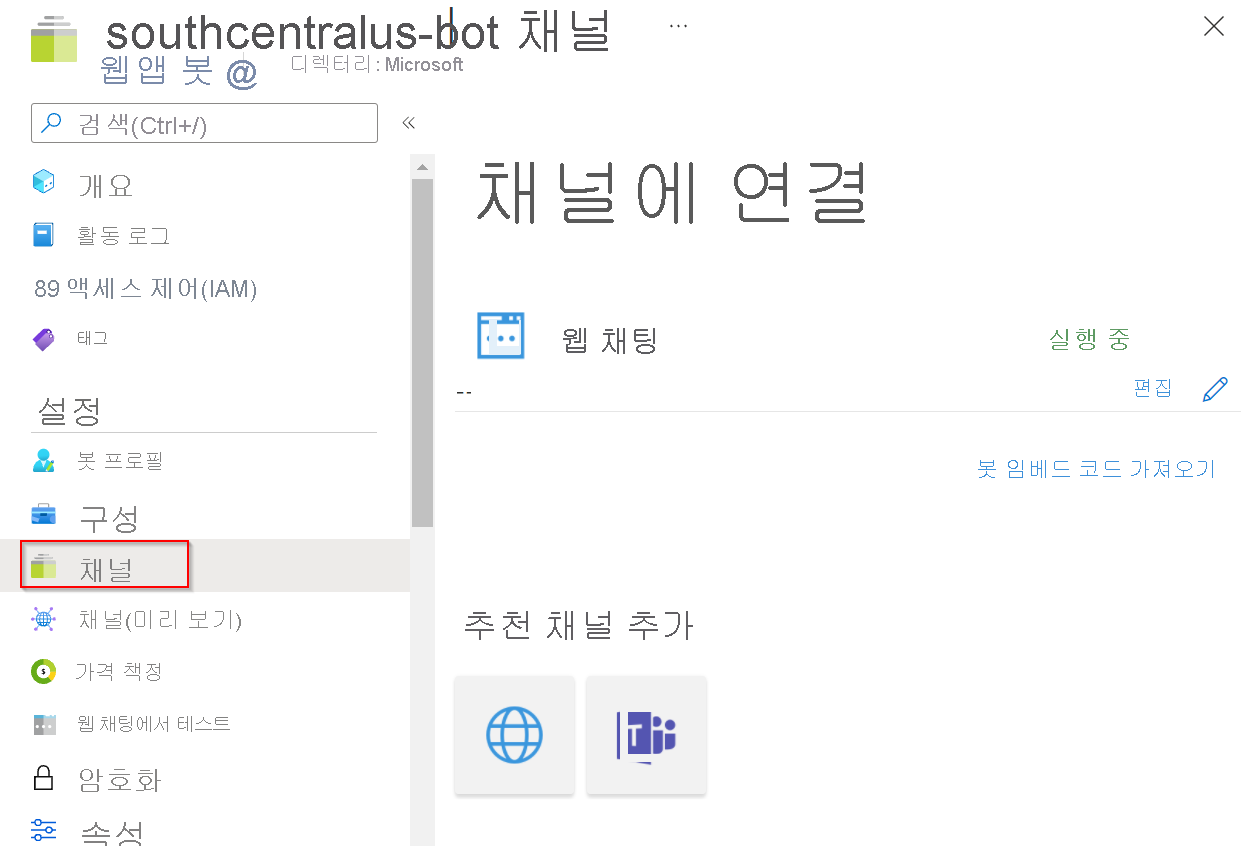 southcentralus-bot 채널 ...
웹앱 봇 @ 디렉터리: Microsoft
검색(Ctrl+/) «
개요
활동 로그
89 액세스 제어(IAM)
태그
설정
봇 프로필
구성
채널
채널(미리 보기)
가격 책정
웹 채팅에서 테스트
암호화
속성
채널에 연결
웹 채팅 실행 중
-- 편집
봇 임베드 코드 가져오기
추천 채널 추가